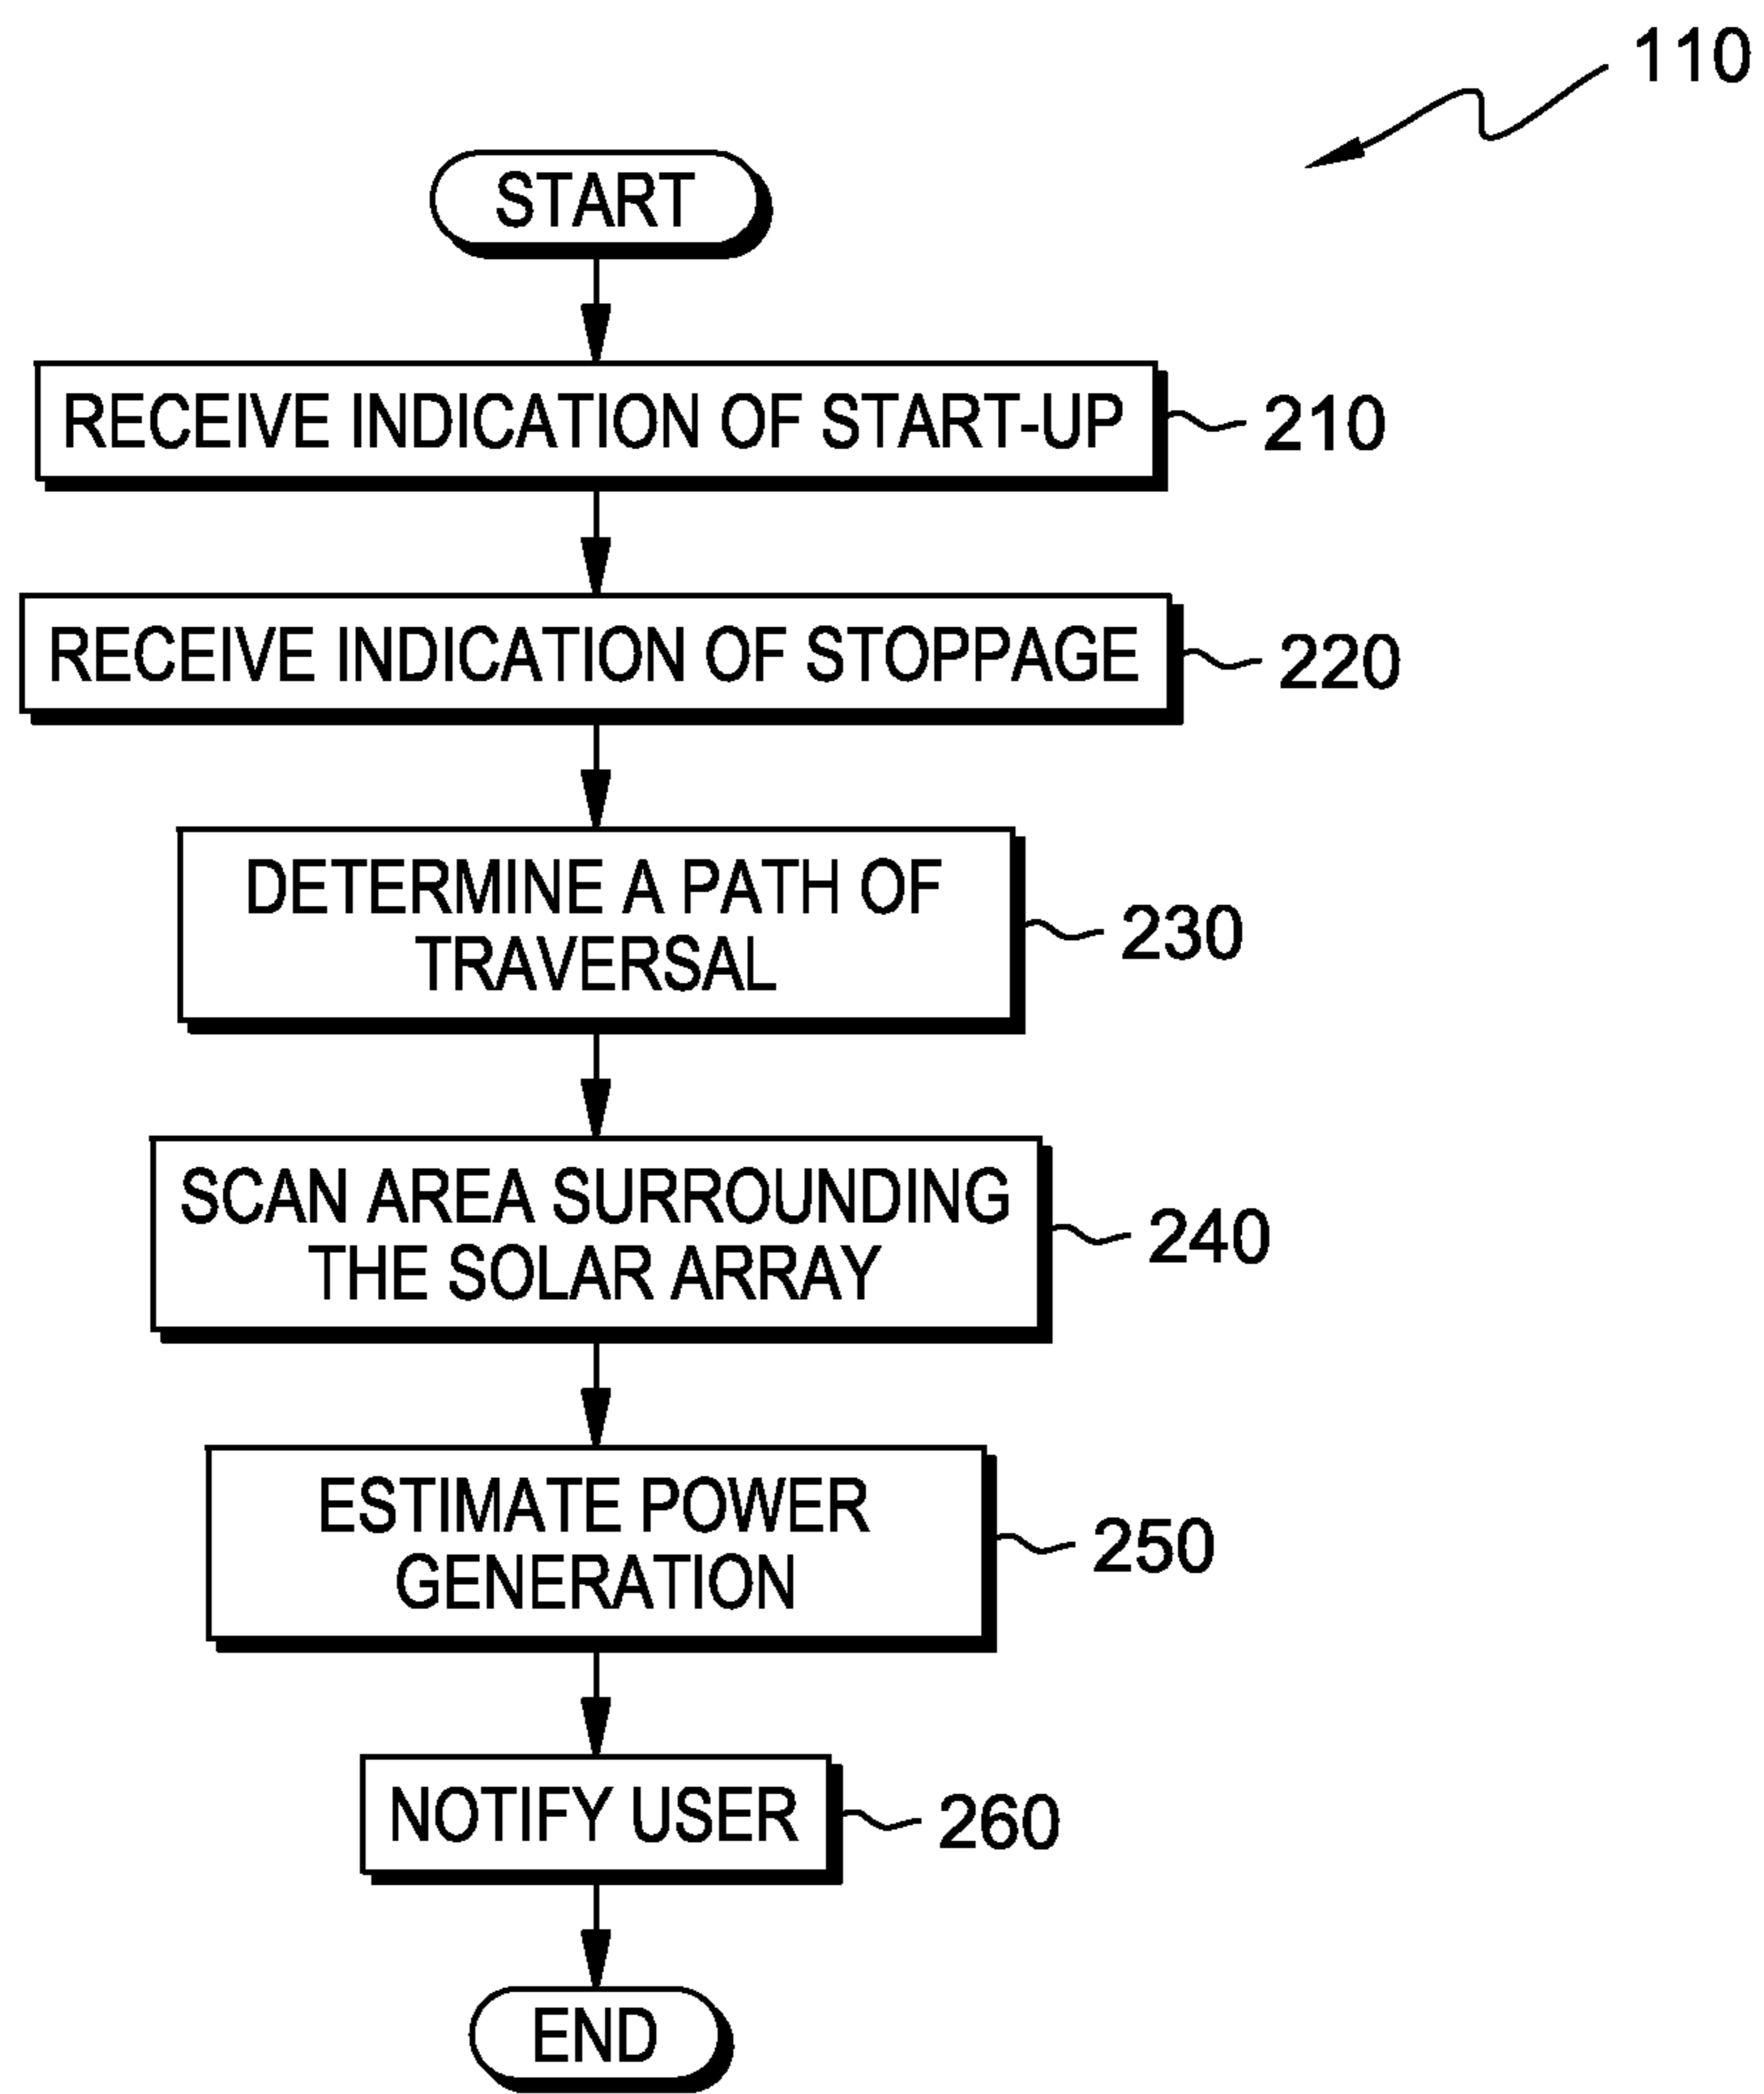 110
START
RECEIVE INDICATION OF START-UP
210
RECEIVE INDICATION OF STOPPAGE
220
DETERMINE A PATH OF
TRAVERSAL
230
SCAN AREA SURROUNDING
THE SOLAR ARRAY
240
ESTIMATE POWER
GENERATION
250
NOTIFY USER
260
END